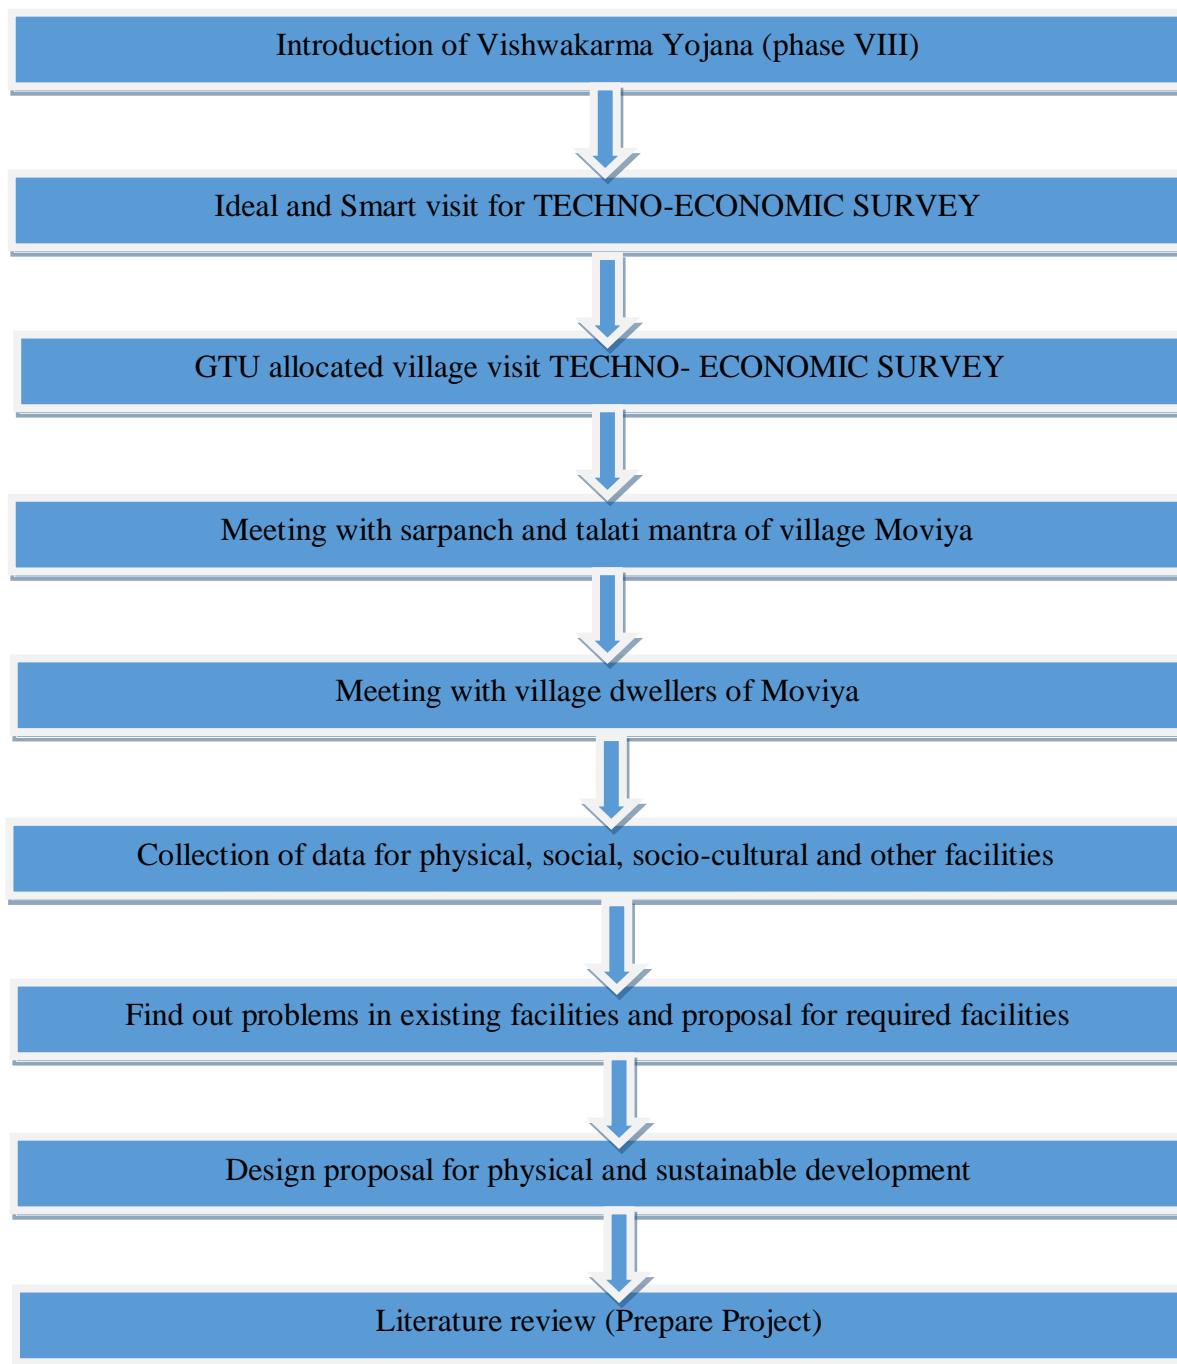 Introduction of Vishwakarma Yojana (phase VIII)
Ideal and Smart visit for TECHNO-ECONOMIC SURVEY
GTU allocated village visit TECHNO- ECONOMIC SURVEY
Meeting with sarpanch and talati mantra of village Moviya
Meeting with village dwellers of Moviya
Collection of data for physical, social, socio-cultural and other facilities
Find out problems in existing facilities and proposal for required facilities
Design proposal for physical and sustainable development
Literature review (Prepare Project)